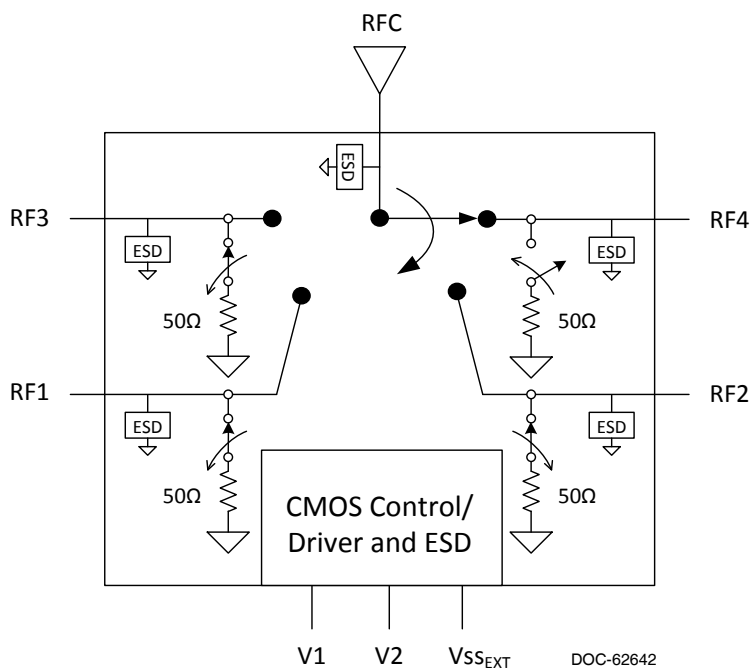 RFC
ESD
RF3
RF4
ESD
ESD
50Ω
50Ω
RF1
RF2
ESD
ESD
50Ω
50Ω
CMOS Control/
Driver and ESD
V1 V2 VssEXT
DOC-62642